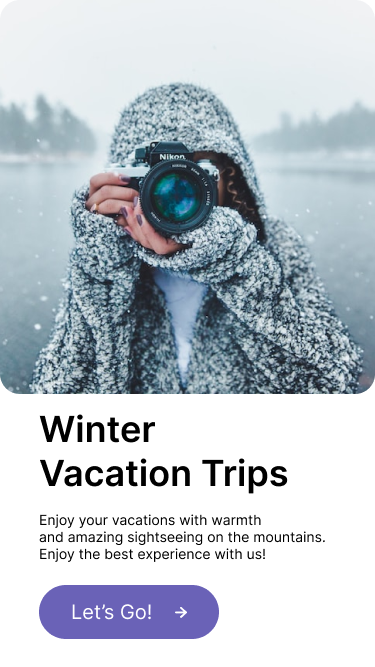 Nikon
Winter
Vacation Trips
Enjoy your vacations with warmth
and amazing sightseeing on the mountains.
Enjoy the best experience with us!
Let’s Go!